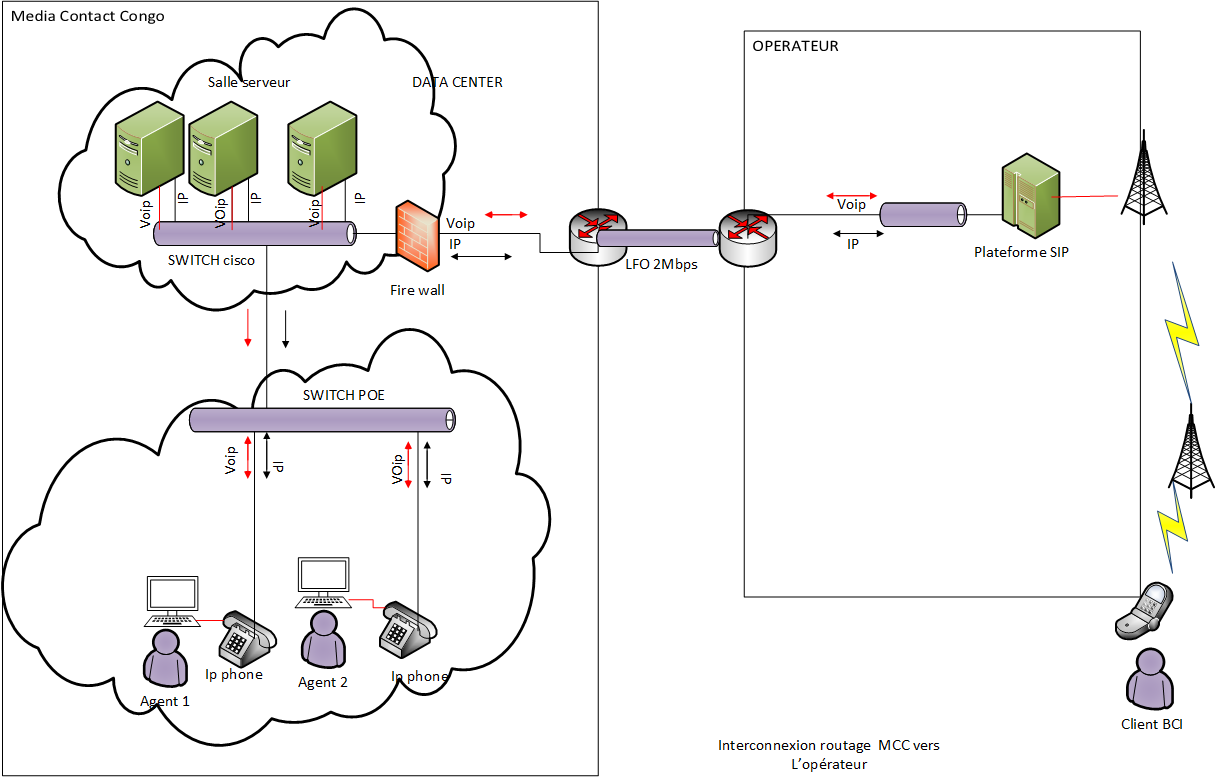 Media Contact Congo
OPERATEUR
Salle serveur
DATA CENTER
Voip
IP
VOip
IP
Voip
IP
Voip
IP
Voip
IP
SWITCH cisco
LFO 2Mbps
Plateforme SIP
Fire wall
SWITCH POE
Voip
IP
VOip
IP
Ip phone
Agent 1
Agent 2
Ip phone
Client BCI
Interconnexion routage MCC vers
L’opérateur